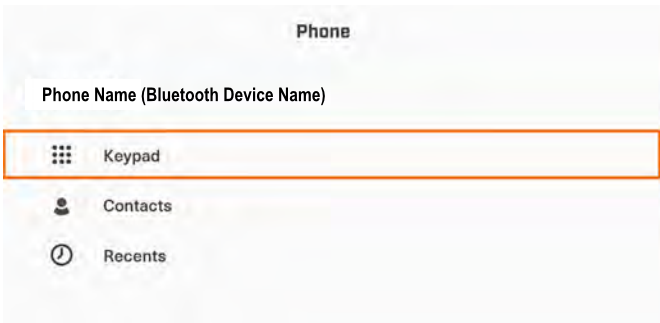 Phone
Phone Name (Bluetooth Device Name)
Keypad
Contacts
Recents